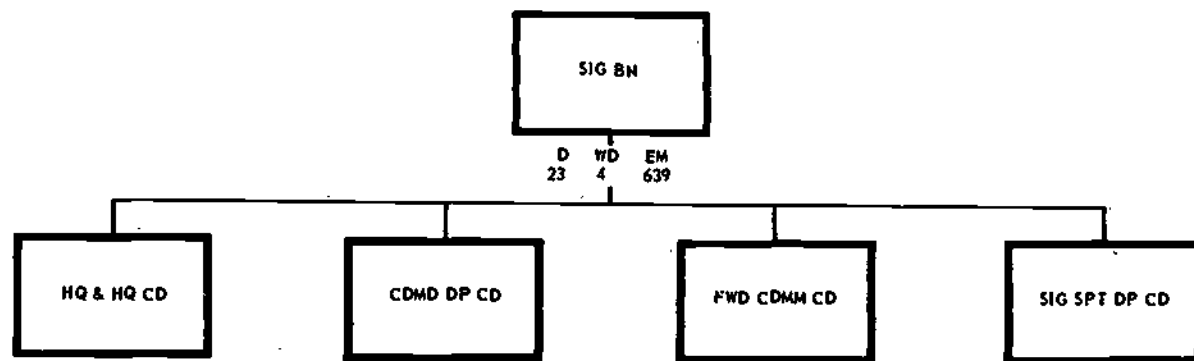 SIG BN
D WD EM
23 4 639
HQ & HQ CD
CDMD DP CD
FWD CDMM CD
SIG SPT DP CD